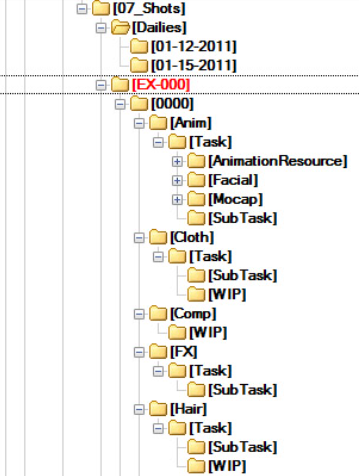 [07_Shots]
[Dailies]
[01-12-2011]
[01-15-2011]
[EX-000]
[0000]
[Anim]
[Task]
[AnimationResource]
[Facial]
[Mocap]
[SubTask]
[Cloth]
[Task]
[SubTask]
[WIP]
[Comp]
[WIP]
[FX]
[Task]
[SubTask]
[Hair]
[Task]
[SubTask]
[WIP]